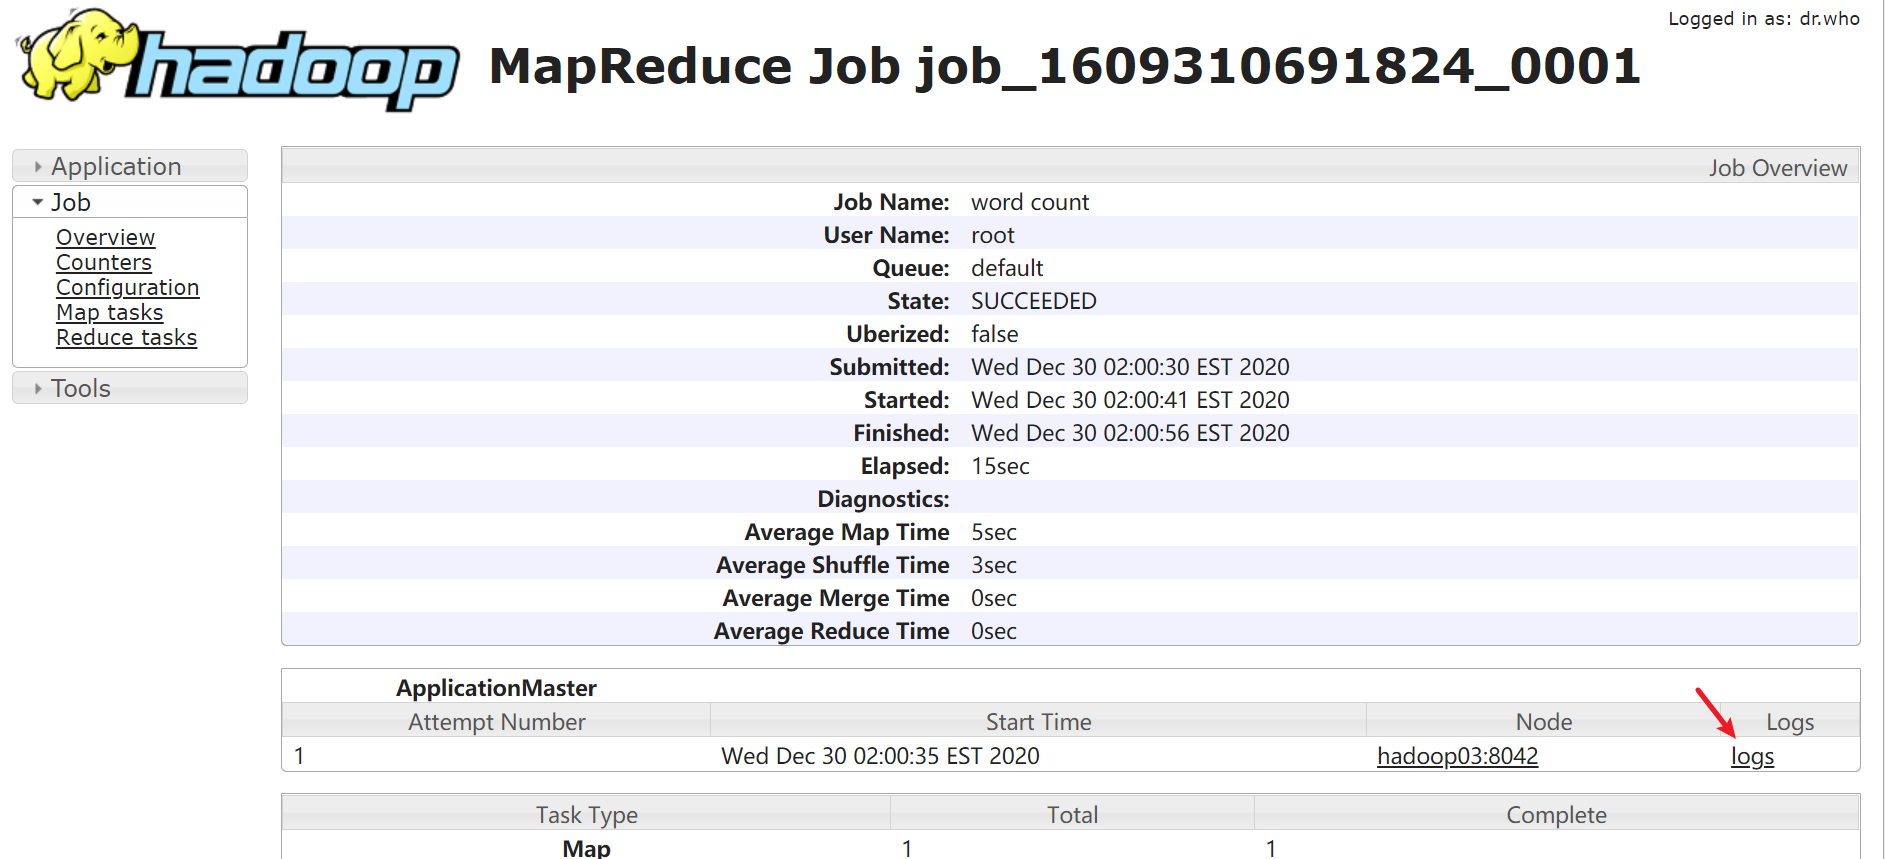 Logged in as: dr.who
hadoop
MapReduce Job job_1609310691824_0001
Application
Job
Overview
Counters
Configuration
Map tasks
Reduce tasks
Tools
Job Overview
Job Name: word count
User Name: root
Queue: default
State: SUCCEEDED
Uberized: false
Submitted: Wed Dec 30 02:00:30 EST 2020
Started: Wed Dec 30 02:00:41 EST 2020
Finished: Wed Dec 30 02:00:56 EST 2020
Elapsed: 15sec
Diagnostics:
Average Map Time 5sec
Average Shuffle Time 3sec
Average Merge Time 0sec
Average Reduce Time 0sec
ApplicationMaster
Attempt Number Start Time Node Logs
1 Wed Dec 30 02:00:35 EST 2020 hadoop03:8042 logs
Task Type Total Complete
Map 1 1